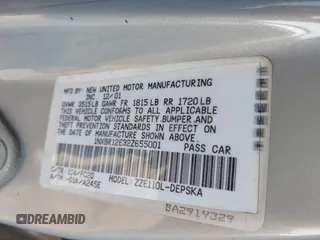 MFD BY: NEW UNITED MOTOR MANUFACTURING
INC. 12/01
GVWR 3515LB GAWR FR 1815LB RR 1720LB
THIS VEHICLE CONFORMS TO ALL APPLICABLE
FEDERAL MOTOR VEHICLE SAFETY BUMPER, AND
THEFT PREVENTION STANDARDS IN EFFECT ON
THE DATE OF MANUFACTURE SHOWN ABOVE.
PASS CAR
C/TR:
MODEL: ZZE110L-DEPSKA
BA2914329